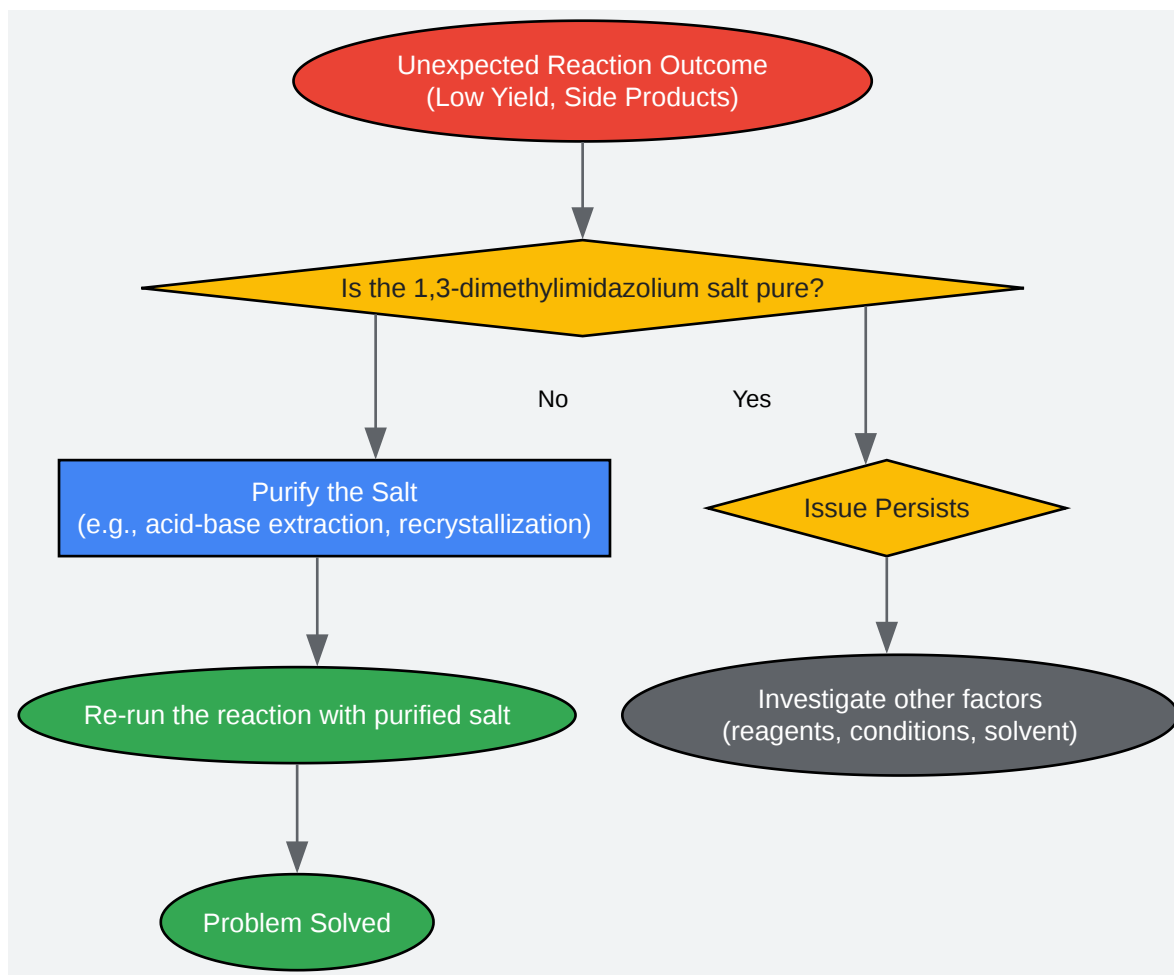 Unexpected Reaction Outcome
(Low Yield, Side Products)
Is the 1,3-dimethylimidazolium salt pure?
No
Yes
Purify the Salt
(e.g., acid-base extraction, recrystallization)
Issue Persists
Re-run the reaction with purified salt
Investigate other factors
(reagents, conditions, solvent)
Problem Solved